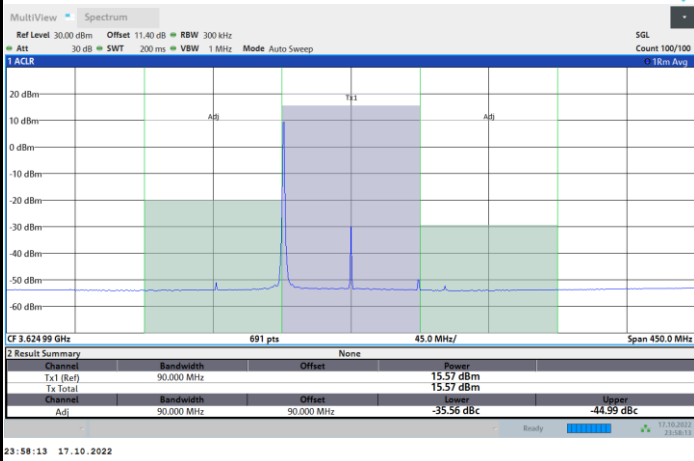 MultiView Spectrum
Ref Level 30.00 dBm Offset 11.40 dB RBW 300 kHz SGL
Att 30 dB SWT 200 ms VBW 1 MHz Mode Auto Sweep Count 100/100
1 ACLR 1Rm Avg
20 dBm
Tx1
10 dBm Adj Adj
0 dBm
-10 dBm
-20 dBm
-30 dBm
-40 dBm
-50 dBm
-60 dBm
CF 3.624 99 GHz 691 pts 45.0 MHz/ Span 450.0 MHz
2 Result Summary None
Channel Bandwidth Offset Power
Tx1 (Ref) 90.000 MHz 15.57 dBm
Tx Total 15.57 dBm
Channel Bandwidth Offset Lower Upper
Adj 90.000 MHz 90.000 MHz -35.56 dBc -44.99 dBc
Ready 17.10.2022
23:58:13
23:58:13 17.10.2022